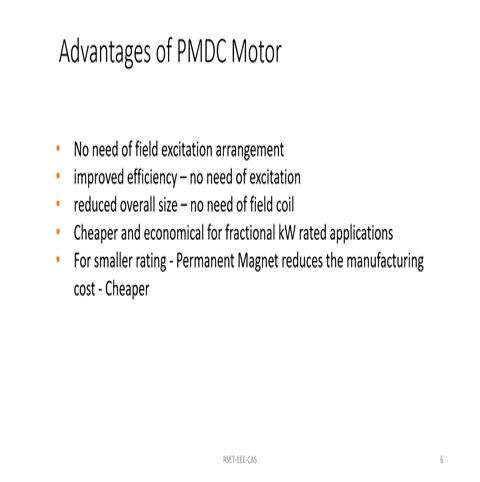 Advantages of PMDC Motor
• No need of field excitation arrangement
• improved efficiency – no need of excitation
• reduced overall size – no need of field coil
• Cheaper and economical for fractional kW rated applications
• For smaller rating - Permanent Magnet reduces the manufacturing
cost - Cheaper
RSET-EEE-CAS
6